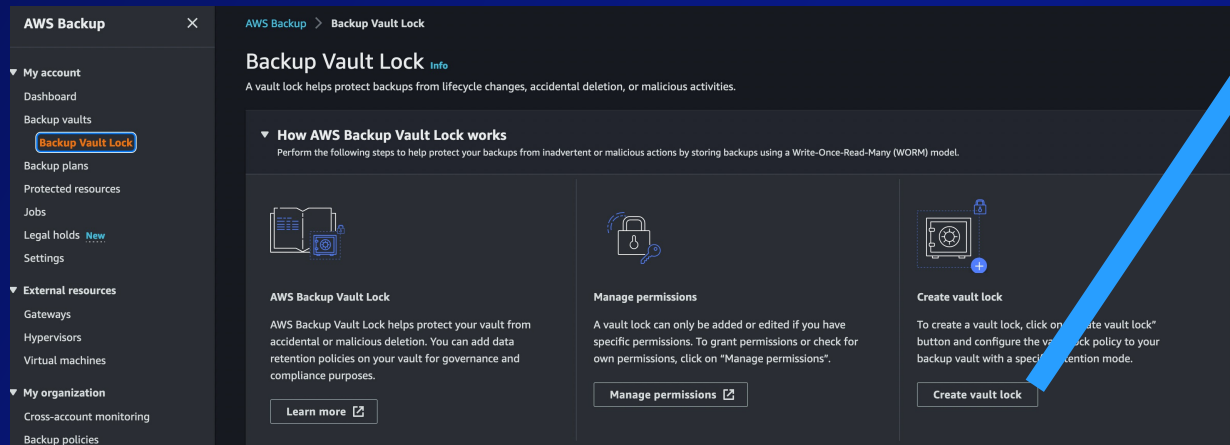 AWS Backup
My account
Dashboard
Backup vaults
Backup Vault Lock
Backup plans
Protected resources
Jobs
Legal holds New
Settings
External resources
Gateways
Hypervisors
Virtual machines
My organization
Cross-account monitoring
Backup policies
AWS Backup > Backup Vault Lock
Backup Vault Lock Info
A vault lock helps protect backups from lifecycle changes, accidental deletion, or malicious activities.
How AWS Backup Vault Lock works
Perform the following steps to help protect your backups from inadvertent or malicious actions by storing backups using a Write-Once-Read-Many (WORM) model.
AWS Backup Vault Lock
AWS Backup Vault Lock helps protect your vault from
accidental or malicious deletion. You can add data
retention policies on your vault for governance and
compliance purposes.
Learn more
Manage permissions
A vault lock can only be added or edited if you have
specific permissions. To grant permissions or check for
own permissions, click on "Manage permissions".
Manage permissions
Create vault lock
To create a vault lock, click on vault lock"
button and configure the lock policy to your
backup vault with a mode.
Create vault lock